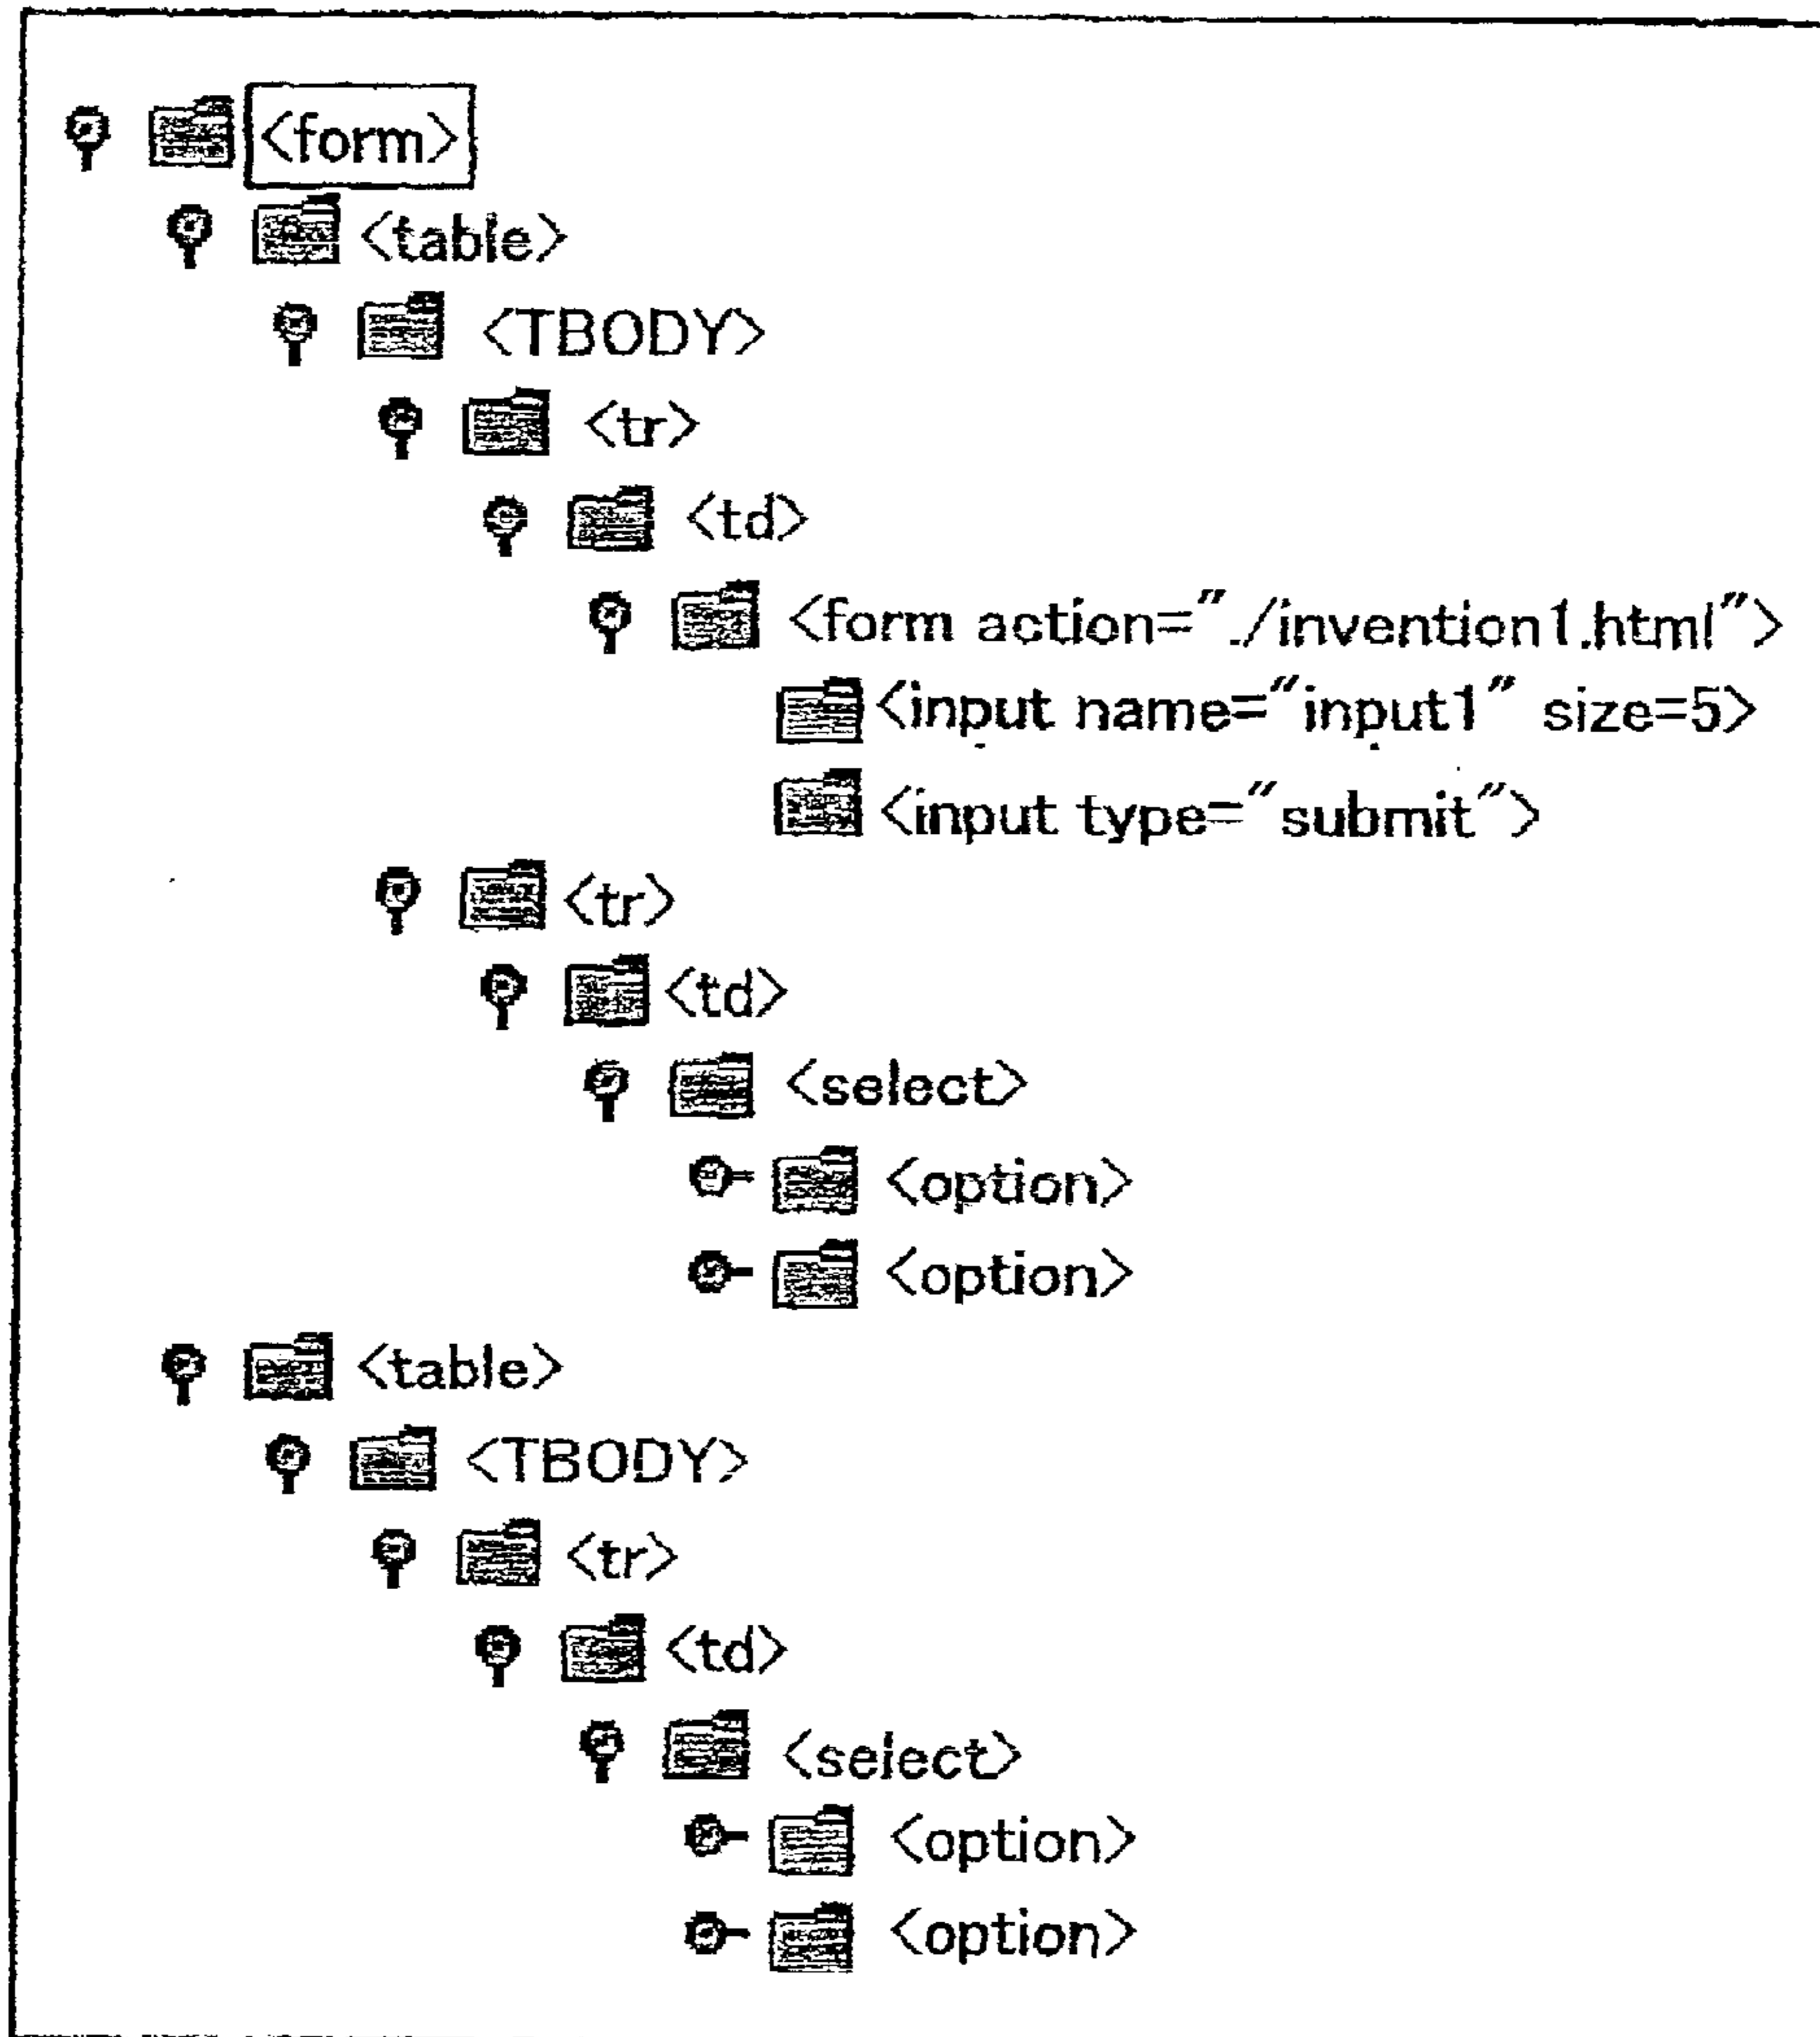 <form>
<table>
<TBODY>
<tr>
<td>
<form action="./invention1.html">
<input name="input1" size=5>
<input type="submit">
<tr>
<td>
<select>
<option>
<option>
<table>
<TBODY>
<tr>
<td>
<select>
<option>
<option>